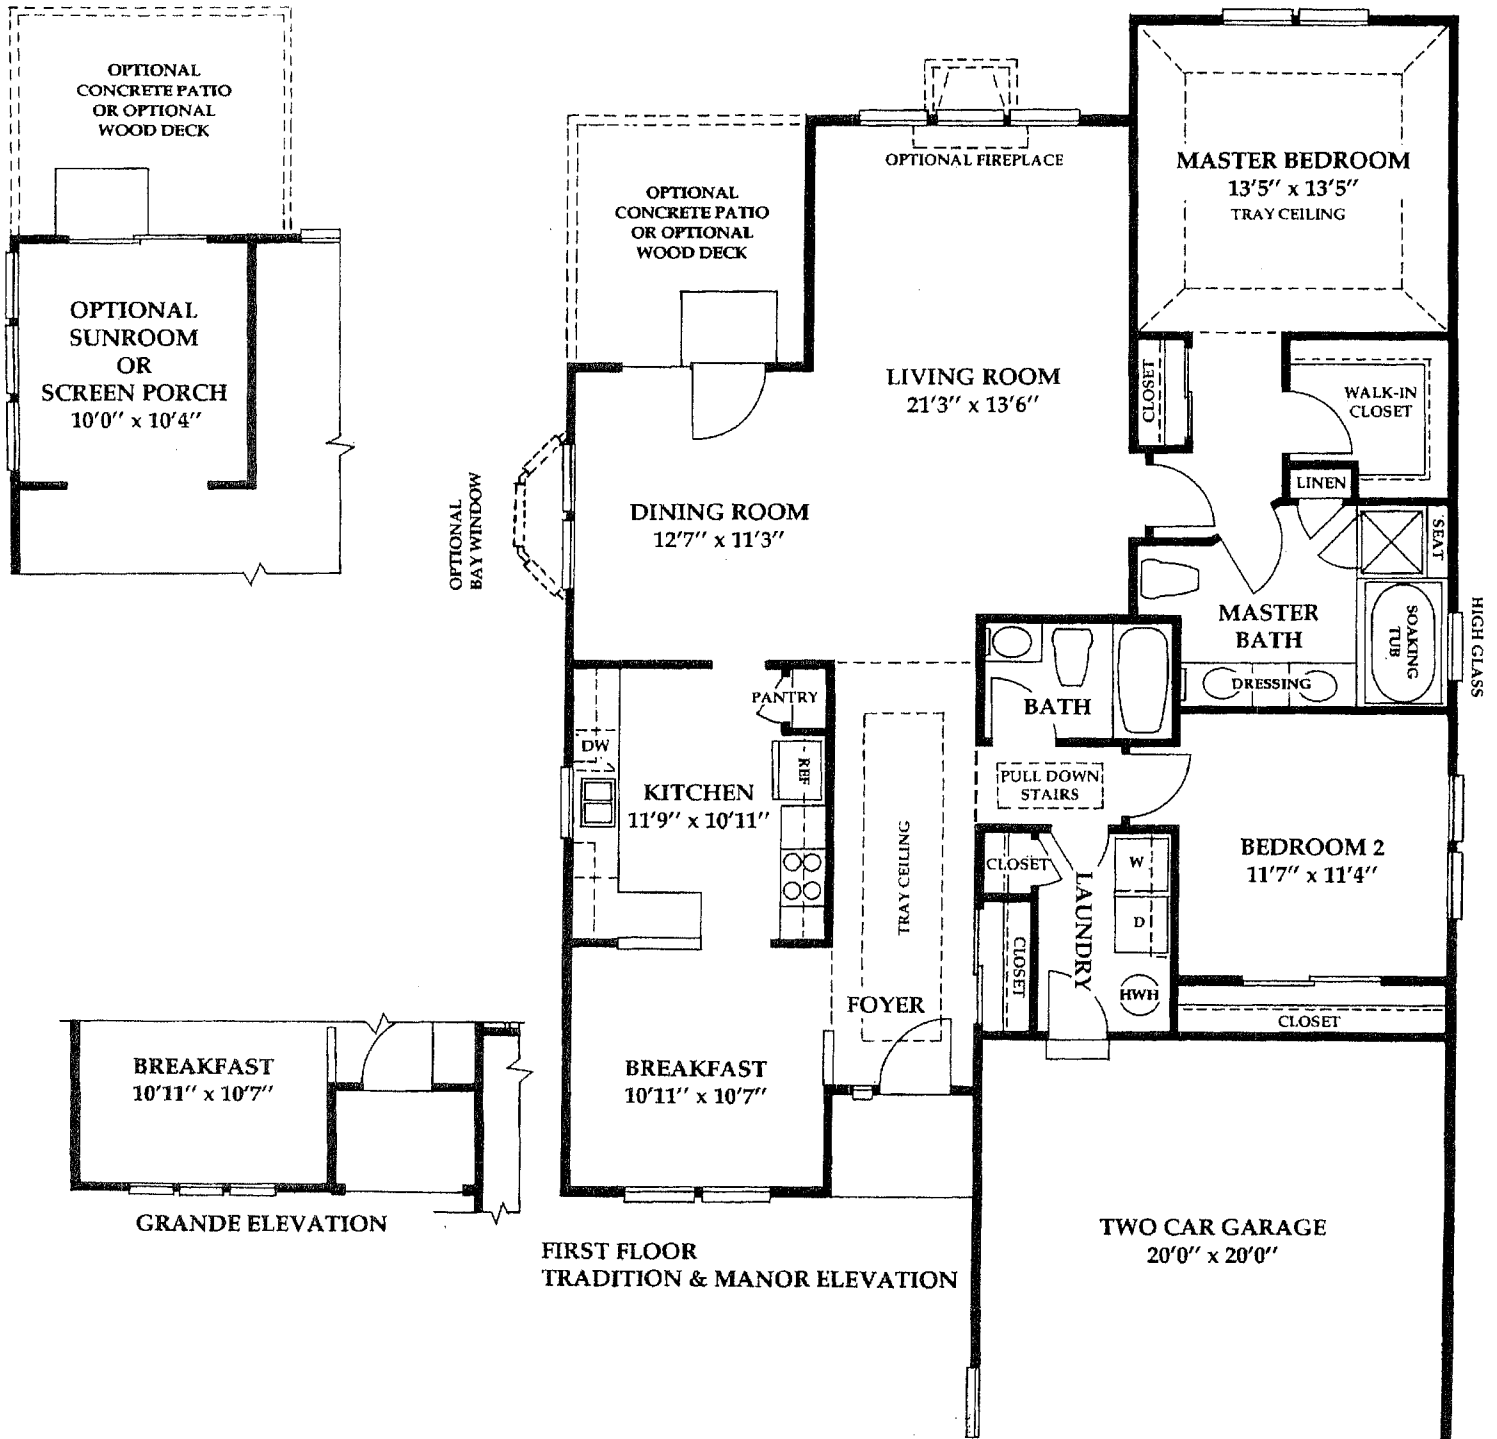 OPTIONAL
CONCRETE PATIO
OR OPTIONAL
WOOD DECK
OPTIONAL
SUNROOM
OR
SCREEN PORCH
10'0" x 10'4"
OPTIONAL
CONCRETE PATIO
OR OPTIONAL
WOOD DECK
OPTIONAL FIREPLACE
MASTER BEDROOM
13'5" x 13'5"
TRAY CEILING
LIVING ROOM
21'3" x 13'6"
CLOSET
WALK-IN
CLOSET
LINEN
SEAT
OPTIONAL
BAY WINDOW
DINING ROOM
12'7" x 11'3"
MASTER
BATH
SOAKING
TUB
HIGH GLASS
DRESSING
BATH
PANTRY
DW
REF
KITCHEN
11'9" x 10'11"
TRAY CEILING
PULL DOWN
STAIRS
CLOSET
LAUNDRY
W
D
HWH
CLOSET
BEDROOM 2
11'7" x 11'4"
CLOSET
FOYER
BREAKFAST
10'11" x 10'7"
BREAKFAST
10'11" x 10'7"
GRANDE ELEVATION
FIRST FLOOR
TRADITION & MANOR ELEVATION
TWO CAR GARAGE
20'0" x 20'0"